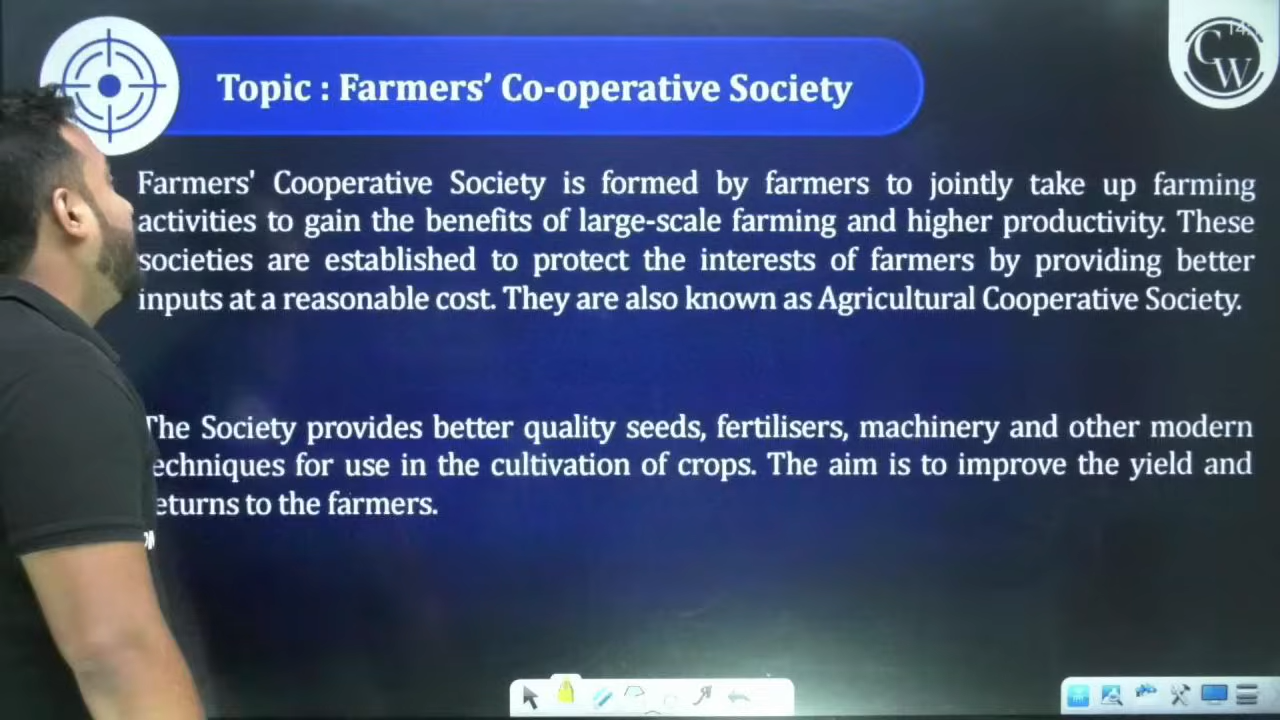 Topic : Farmers’ Co-operative Society
CW
Farmers' Cooperative Society is formed by farmers to jointly take up farming
activities to gain the benefits of large-scale farming and higher productivity. These
societies are established to protect the interests of farmers by providing better
inputs at a reasonable cost. They are also known as Agricultural Cooperative Society.
The Society provides better quality seeds, fertilisers, machinery and other modern
echniques for use in the cultivation of crops. The aim is to improve the yield and
eturns to the farmers.